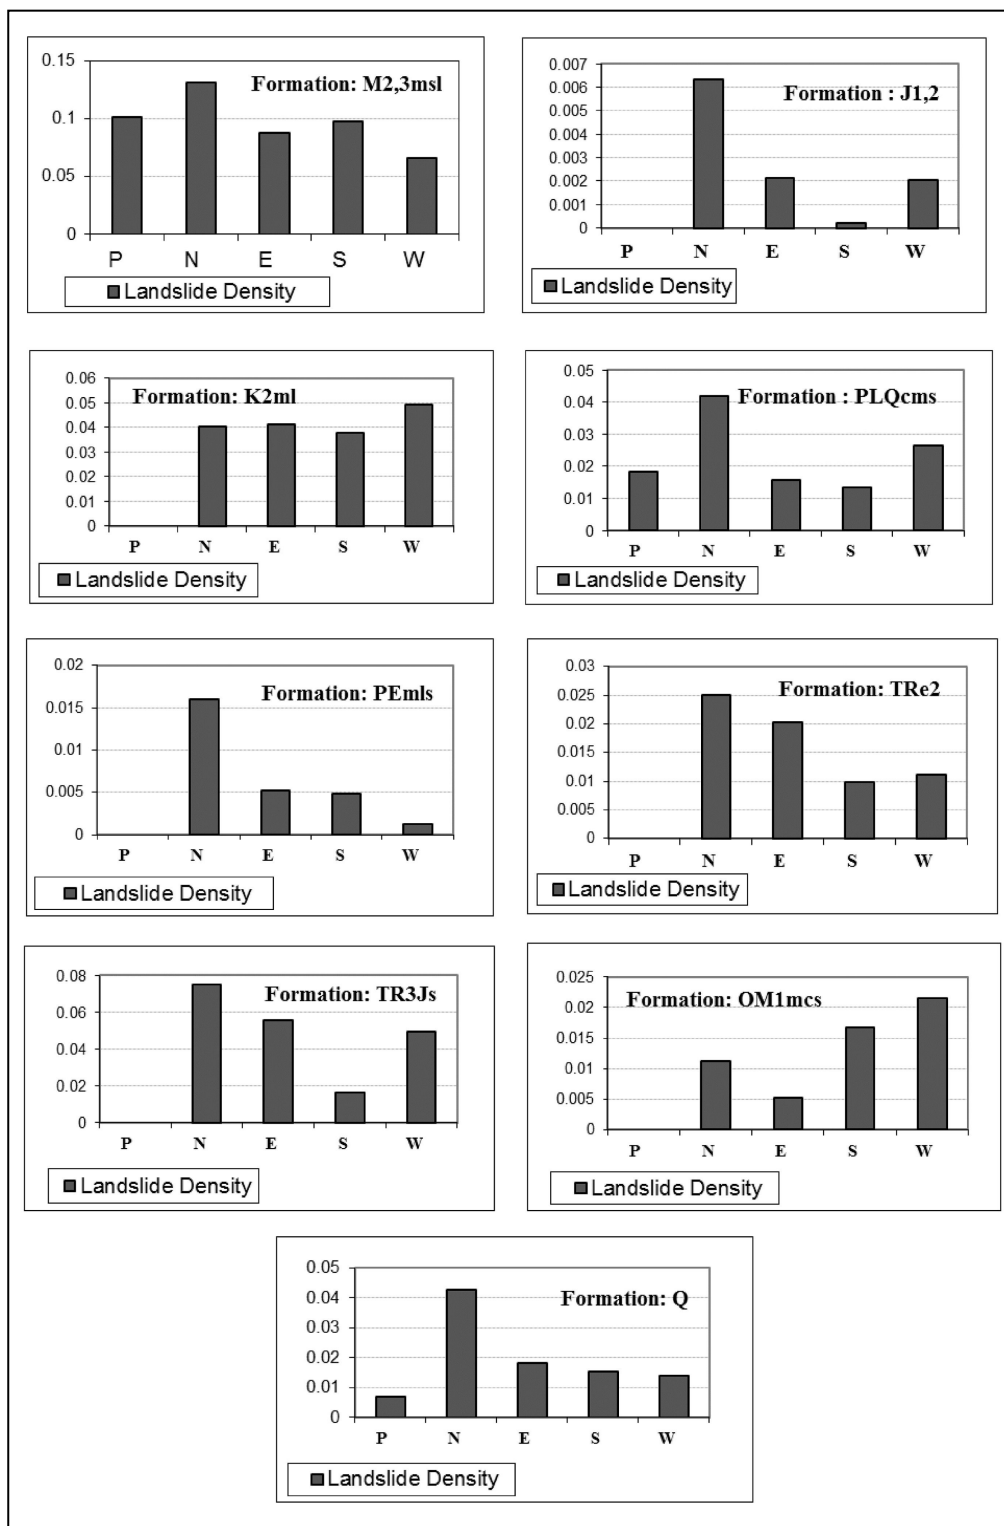 0.15
Formation: M2,3msl
0.1
0.05
0
P N E S W
Landslide Density
0.007
Formation : J1,2
0.006
0.005
0.004
0.003
0.002
0.001
0
P N E S W
Landslide Density
0.06
Formation: K2ml
0.05
0.04
0.03
0.02
0.01
0
P N E S W
Landslide Density
0.05
Formation : PLQcms
0.04
0.03
0.02
0.01
0
P N E S W
Landslide Density
0.02
Formation: PEmls
0.015
0.01
0.005
0
P N E S W
Landslide Density
0.03
Formation: TRe2
0.025
0.02
0.015
0.01
0.005
0
P N E S W
Landslide Density
0.08
Formation: TR3Js
0.06
0.04
0.02
0
P N E S W
Landslide Density
0.025
Formation: OM1mcs
0.02
0.015
0.01
0.005
0
P N E S W
Landslide Density
0.05
Formation: Q
0.04
0.03
0.02
0.01
0
P N E S W
Landslide Density